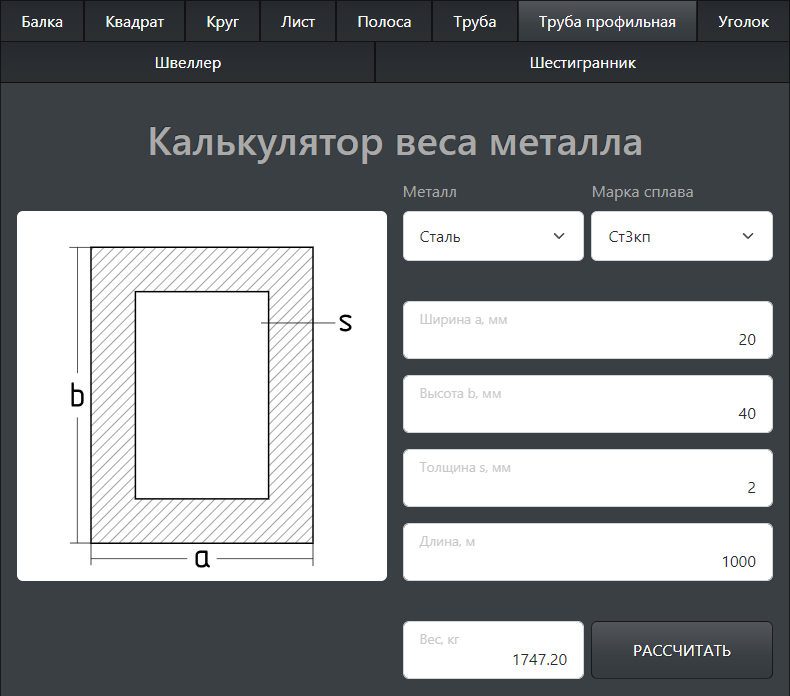 Балка Квадрат Круг Лист Полоса Труба Труба профильная Уголок
Швеллер Шестигранник
Калькулятор веса металла
Металл Марка сплава
Сталь Ст3кп
Ширина a, мм
20
Высота b, мм
40
Толщина s, мм
2
Длина, м
1000
b
s
a
Вес, кг
1747.20
РАССЧИТАТЬ